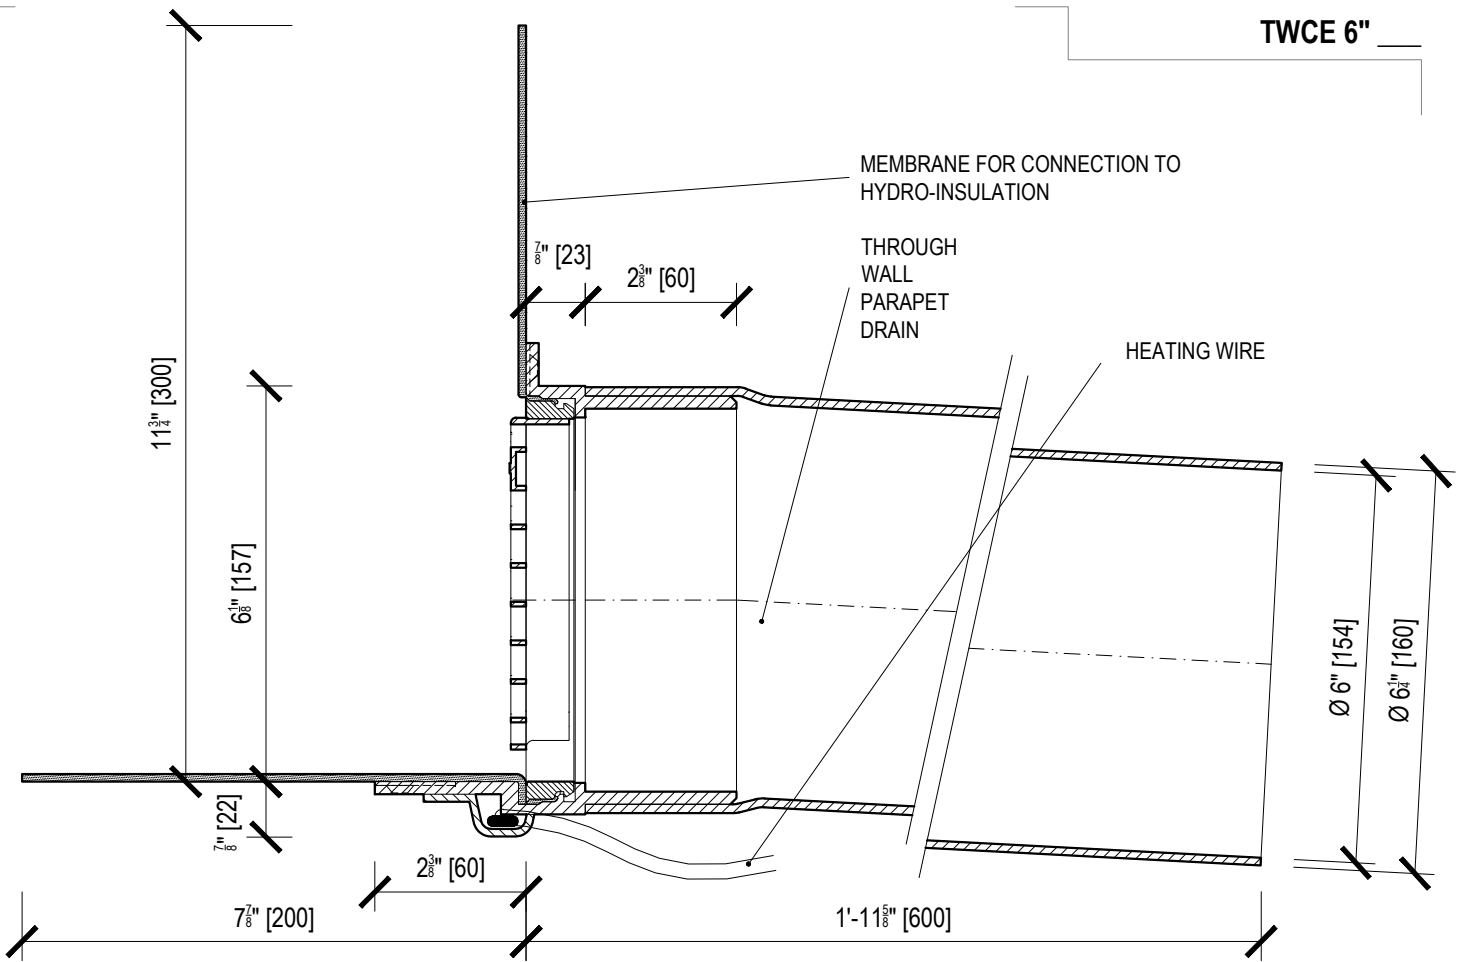 TWCE 6" ___
MEMBRANE FOR CONNECTION TO
HYDRO-INSULATION
7/8" [23]
2 3/8" [60]
THROUGH
WALL
PARAPET
DRAIN
HEATING WIRE
11 3/4" [300]
6 1/8" [157]
Ø 6" [154]
Ø 6 1/4" [160]
7/8" [22]
2 3/8" [60]
7 7/8" [200]
1'-11 5/8" [600]